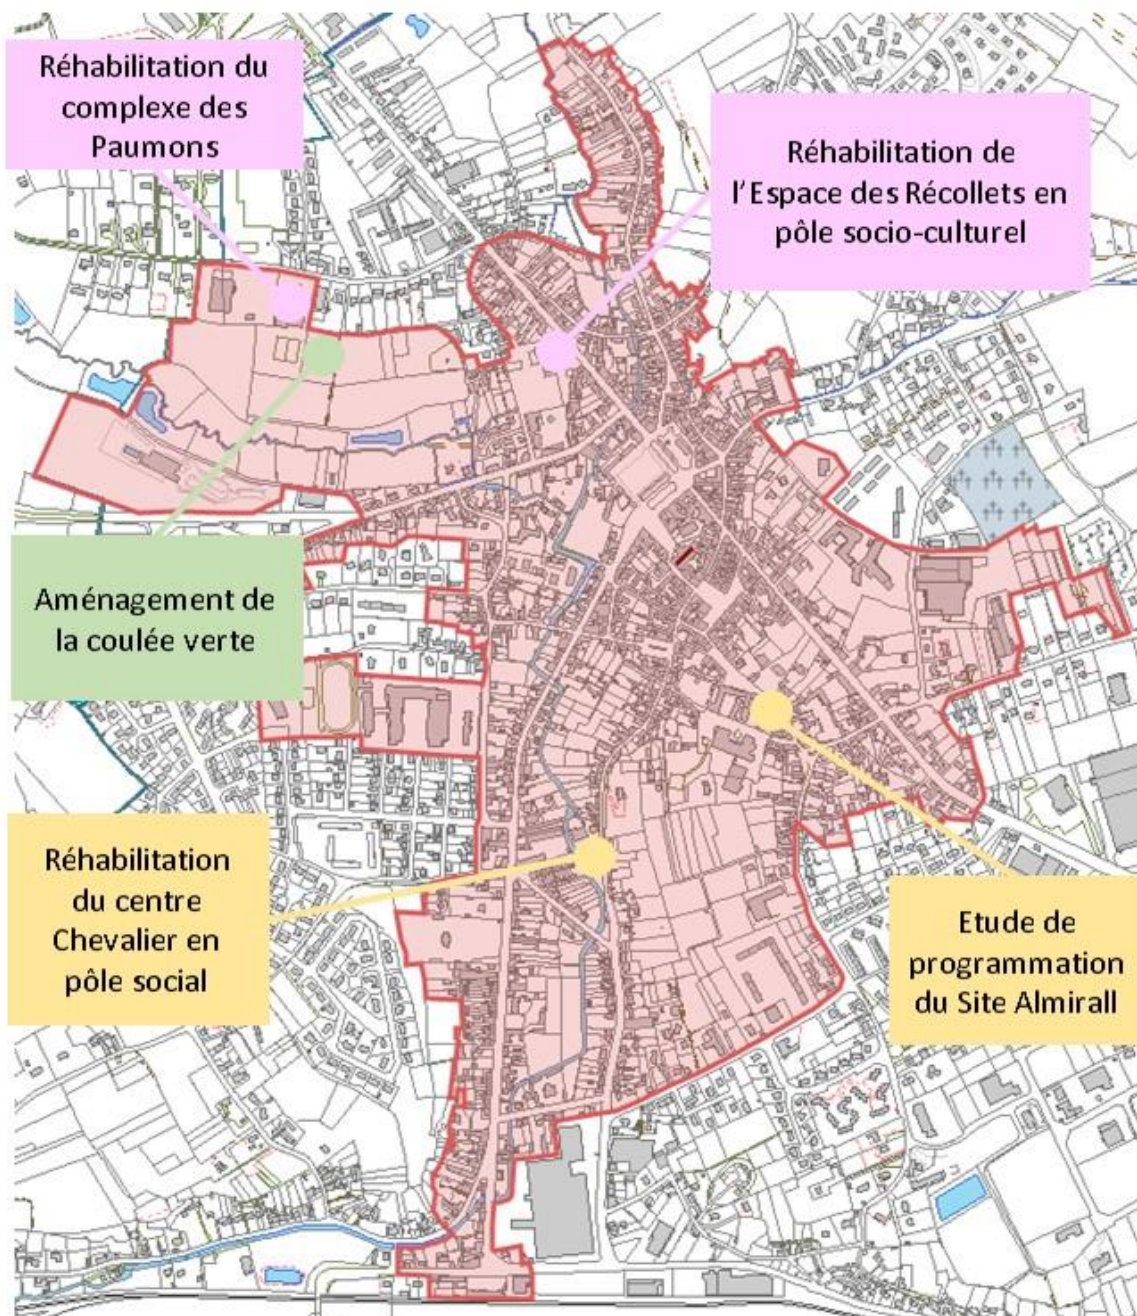 Réhabilitation du
complexe des
Paumons
Réhabilitation de
l'Espace des Récollets en
pôle socio-culturel
Aménagement de
la coulée verte
Réhabilitation
du centre
Chevalier en
pôle social
Etude de
programmation
du Site Almirall